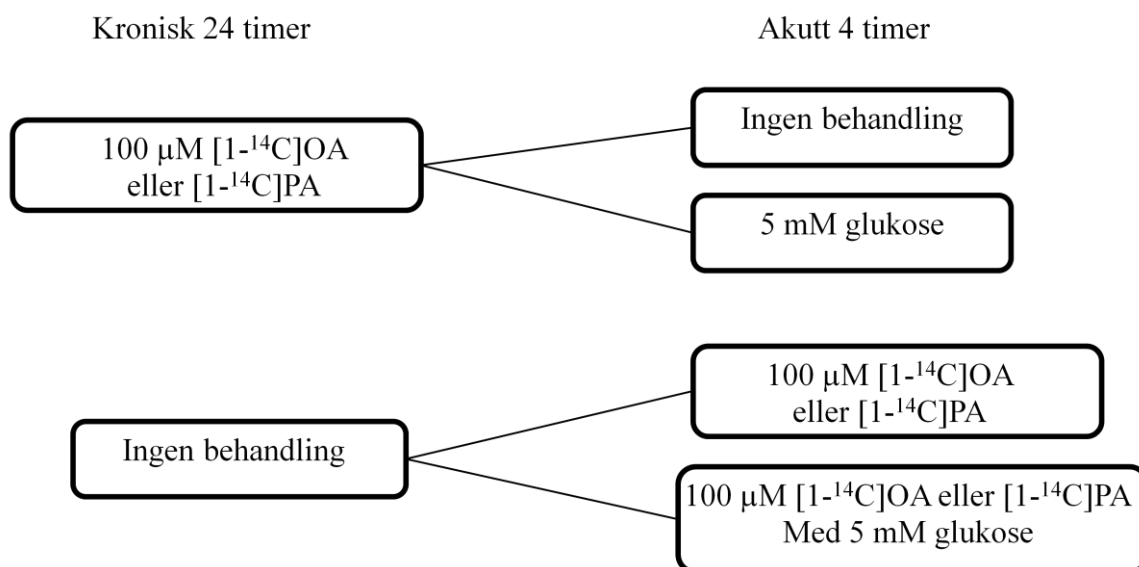 Kronisk 24 timer
Akutt 4 timer
100 μM [1-¹⁴C]OA
eller [1-¹⁴C]PA
Ingen behandling
5 mM glukose
Ingen behandling
100 μM [1-¹⁴C]OA
eller [1-¹⁴C]PA
100 μM [1-¹⁴C]OA eller [1-¹⁴C]PA
Med 5 mM glukose